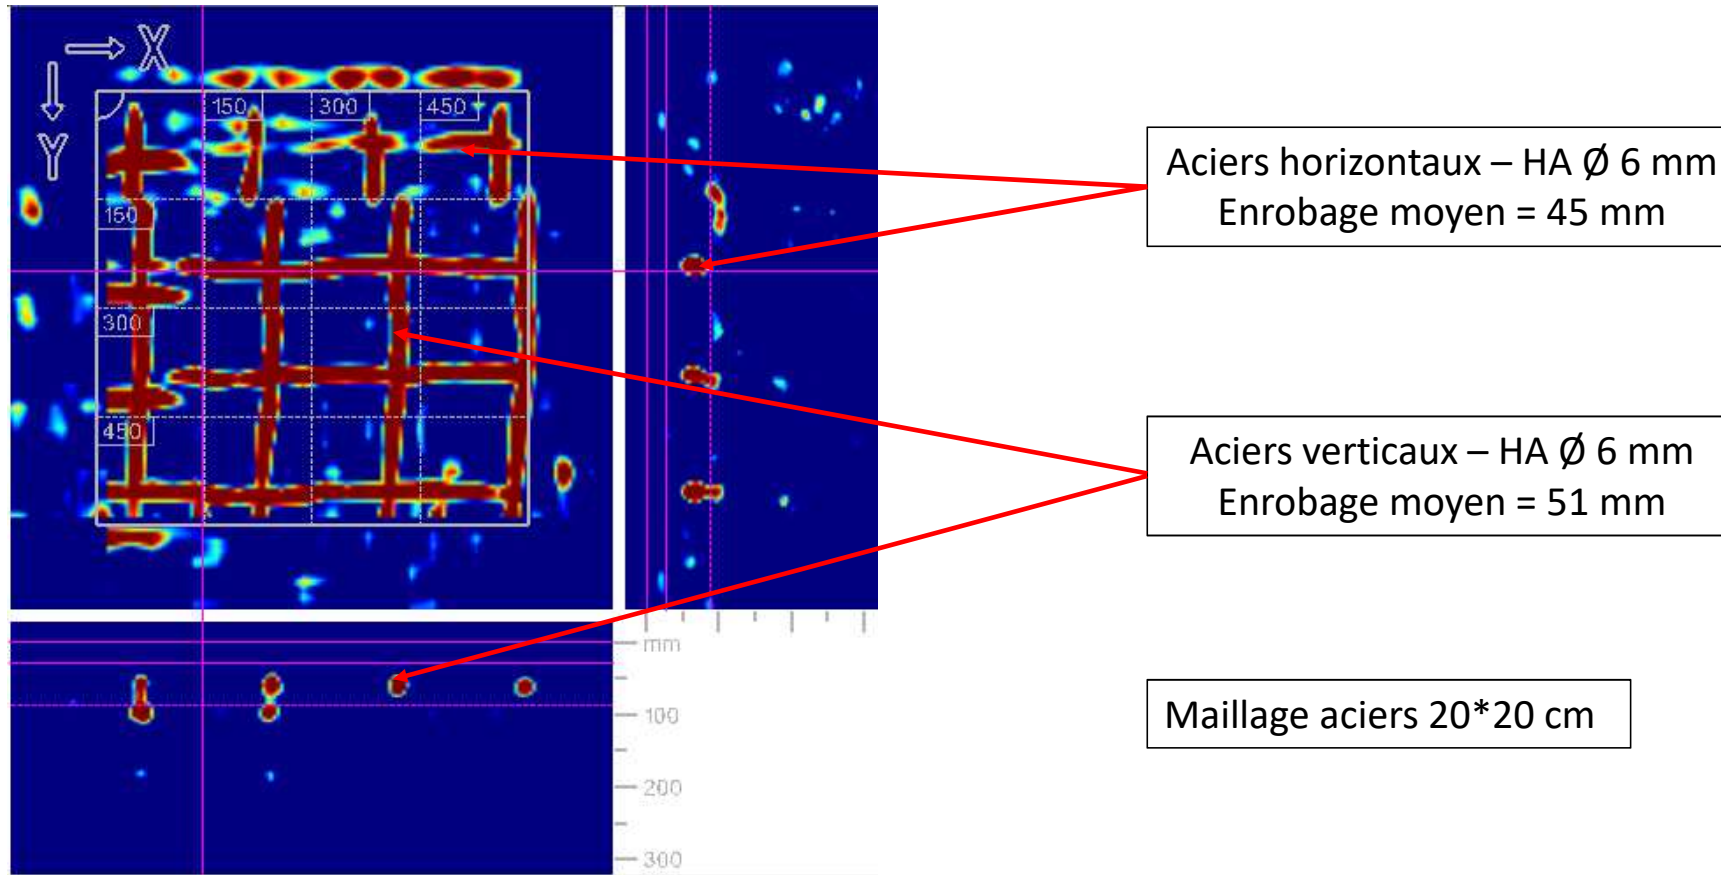 X
Y
150
300
450
150
300
450
mm
100
200
300
Aciers horizontaux – HA Ø 6 mm
Enrobage moyen = 45 mm
Aciers verticaux – HA Ø 6 mm
Enrobage moyen = 51 mm
Maillage aciers 20*20 cm